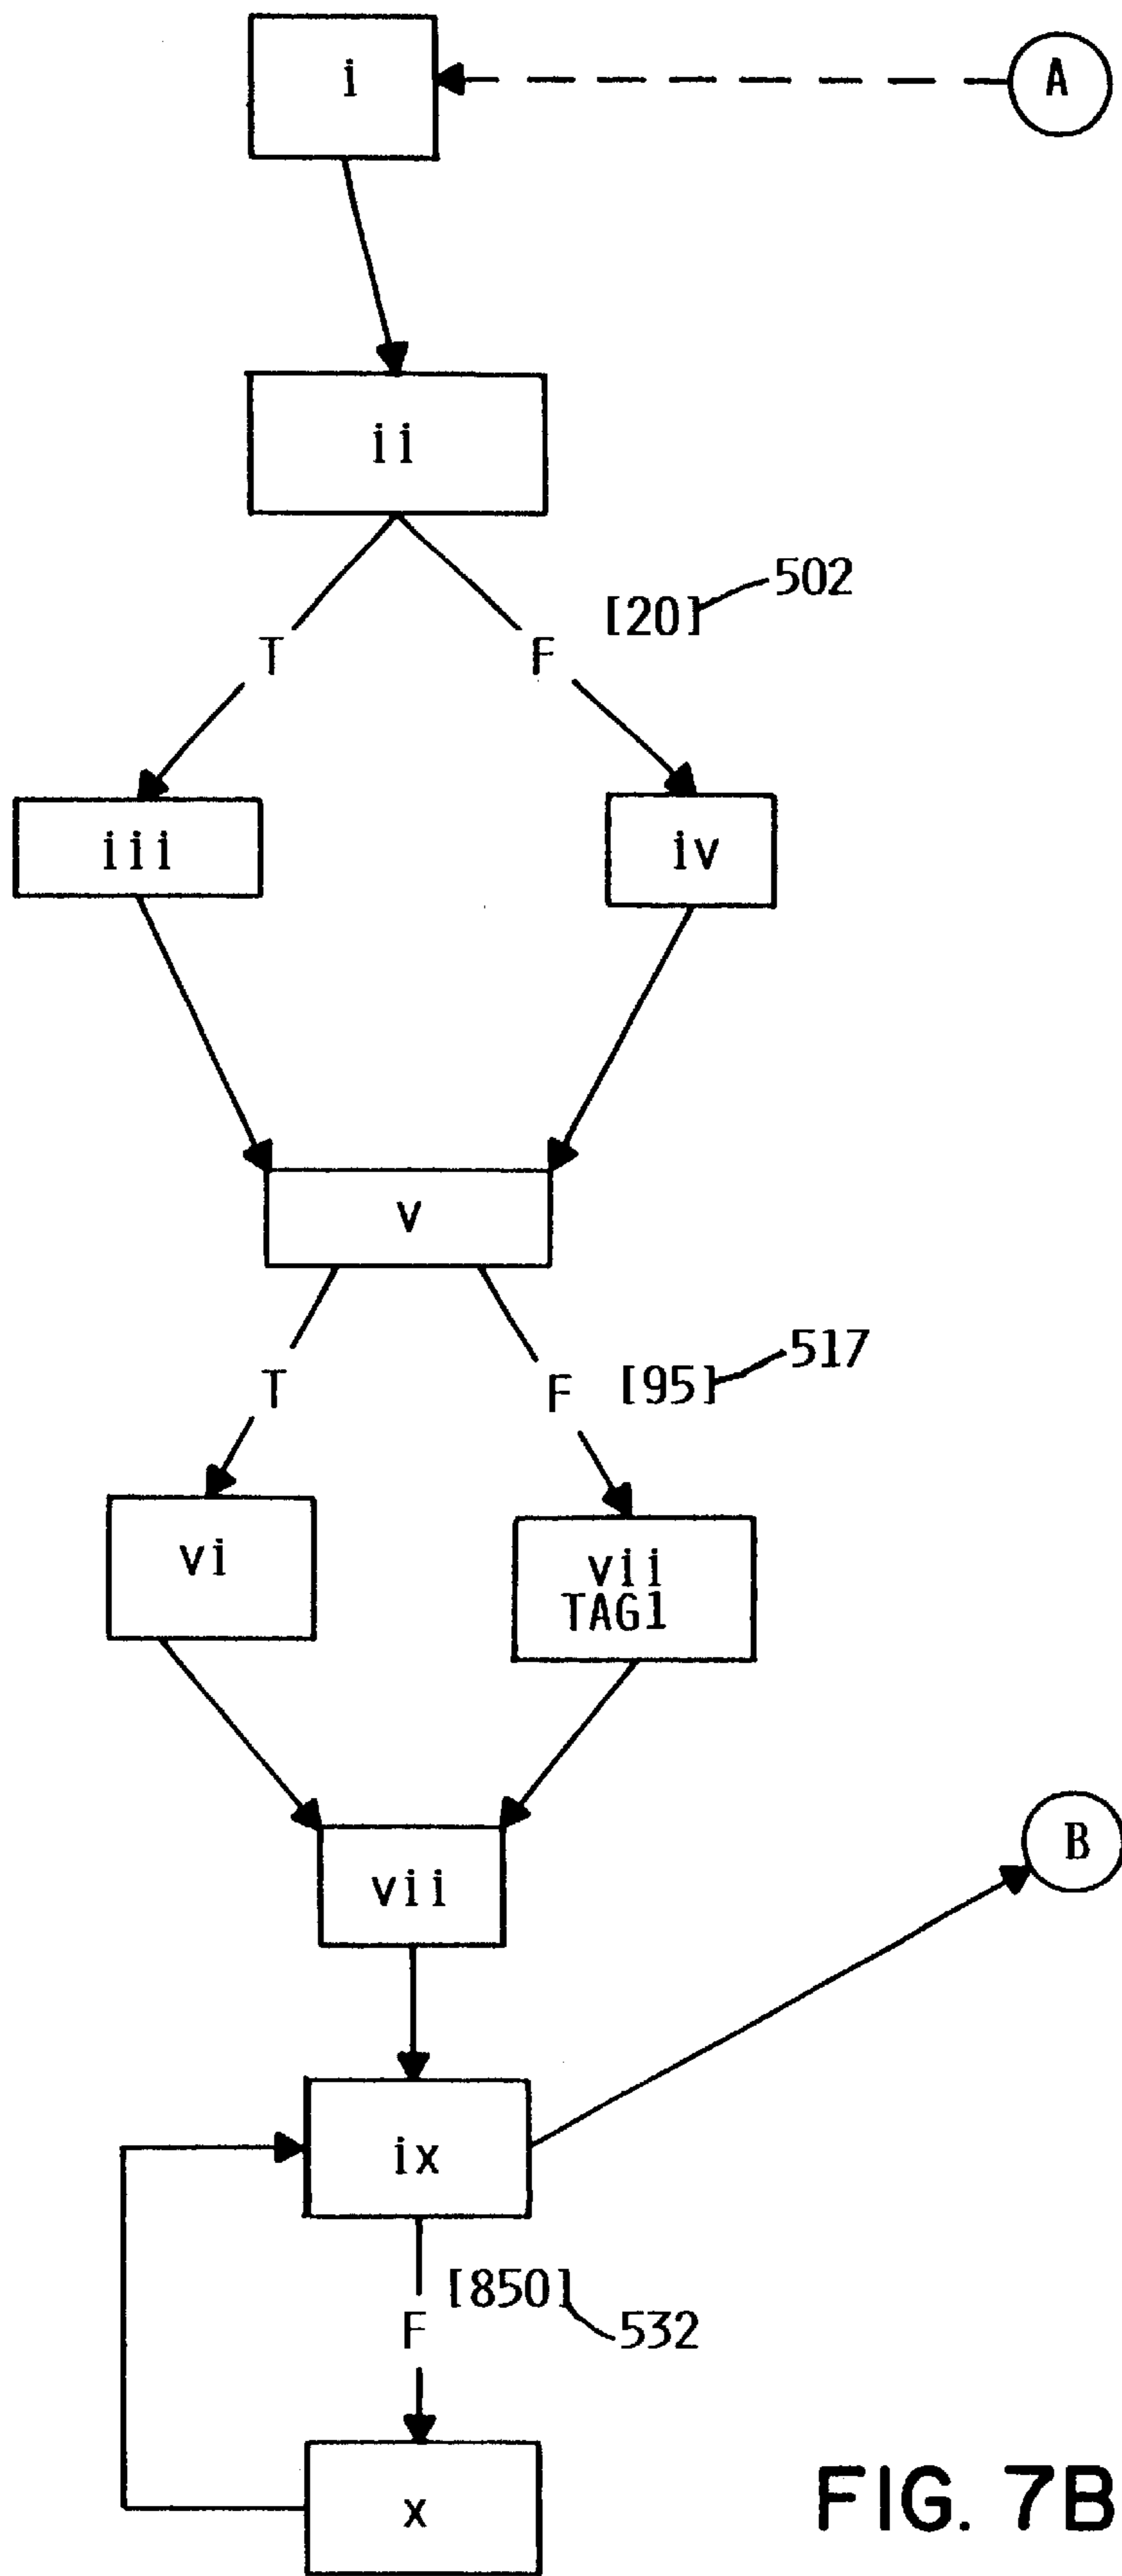 i
A
ii
502
[20]
T
F
iii
iv
v
517
[95]
T
F
vi
vii
TAG1
B
vii
ix
[850]
F
532
x
FIG. 7B